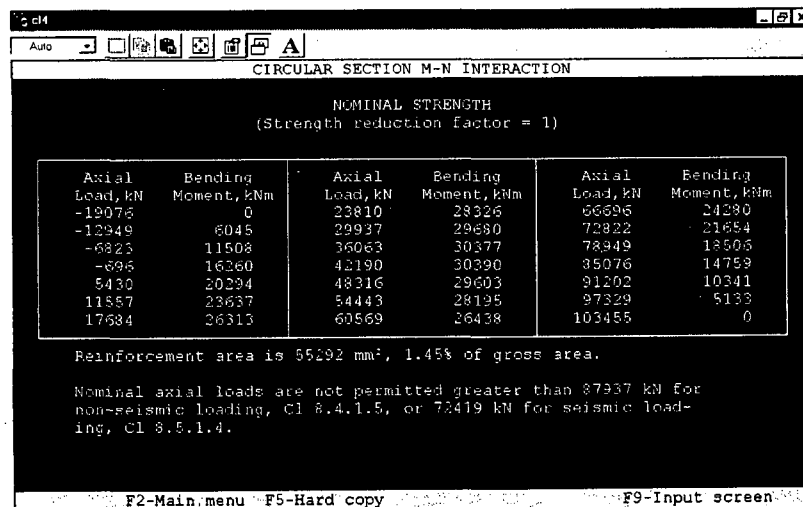 cl4
Auto
A
CIRCULAR SECTION M-N INTERACTION
NOMINAL STRENGTH
(Strength reduction factor = 1)
Axial Bending Axial Bending Axial Bending
Load,kN Moment,kNm Load,kN Moment,kNm Load,kN Moment,kNm
-19076 0 23810 28326 66696 24280
-12949 6045 29937 29680 72822 21654
-6823 11508 36063 30377 78949 18506
-696 16260 42190 30390 85076 14759
5430 20294 48316 29603 91202 10341
11557 23637 54443 28195 97329 5133
17684 26313 60569 26438 103455 0
Reinforcement area is 55292 mm², 1.45% of gross area.
Nominal axial loads are not permitted greater than 87937 kN for
non-seismic loading, Cl 8.4.1.5, or 72419 kN for seismic load-
ing, Cl 8.5.1.4.
F2-Main menu F5-Hard copy F9-Input screen